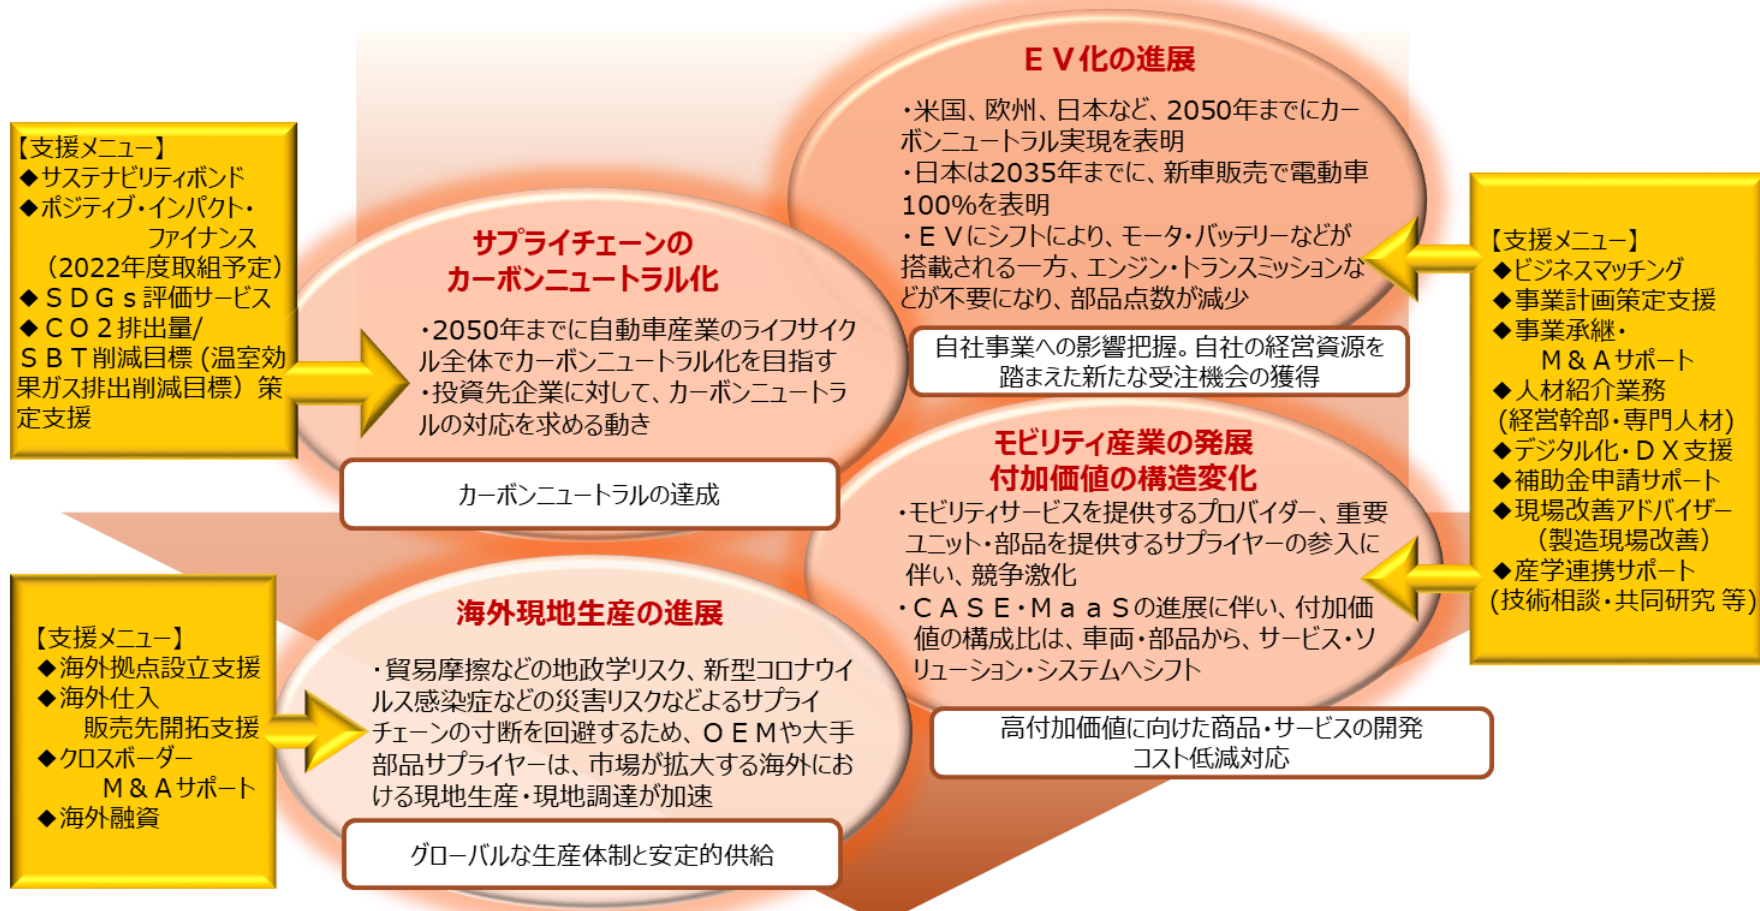 【支援メニュー】
◆サステナビリティボンド
◆ポジティブ・インパクト・
ファイナンス
（2022年度取組予定）
◆ＳＤＧｓ評価サービス
◆ＣＯ２排出量/
ＳＢＴ削減目標 (温室効
果ガス排出削減目標）策
定支援
サプライチェーンの
カーボンニュートラル化
・2050年までに自動車産業のライフサイク
ル全体でカーボンニュートラル化を目指す
・投資先企業に対して、カーボンニュートラ
ルの対応を求める動き
カーボンニュートラルの達成
ＥＶ化の進展
・米国、欧州、日本など、2050年までにカー
ボンニュートラル実現を表明
・日本は2035年までに、新車販売で電動車
100%を表明
・ＥＶにシフトにより、モータ・バッテリーなどが
搭載される一方、エンジン・トランスミッションな
どが不要になり、部品点数が減少
自社事業への影響把握。自社の経営資源を
踏まえた新たな受注機会の獲得
【支援メニュー】
◆ビジネスマッチング
◆事業計画策定支援
◆事業承継・
Ｍ＆Ａサポート
◆人材紹介業務
(経営幹部・専門人材)
◆デジタル化・ＤＸ支援
◆補助金申請サポート
◆現場改善アドバイザー
（製造現場改善）
◆産学連携サポート
(技術相談・共同研究 等)
モビリティ産業の発展
付加価値の構造変化
・モビリティサービスを提供するプロバイダー、重要
ユニット・部品を提供するサプライヤーの参入に
伴い、競争激化
・ＣＡＳＥ・ＭａａＳの進展に伴い、付加価
値の構成比は、車両・部品から、サービス・ソ
リューション・システムへシフト
高付加価値に向けた商品・サービスの開発
コスト低減対応
【支援メニュー】
◆海外拠点設立支援
◆海外仕入
販売先開拓支援
◆クロスボーダー
Ｍ＆Ａサポート
◆海外融資
海外現地生産の進展
・貿易摩擦などの地政学リスク、新型コロナウイ
ルス感染症などの災害リスクなどよるサプライ
チェーンの寸断を回避するため、ＯＥＭや大手
部品サプライヤーは、市場が拡大する海外にお
ける現地生産・現地調達が加速
グローバルな生産体制と安定的供給